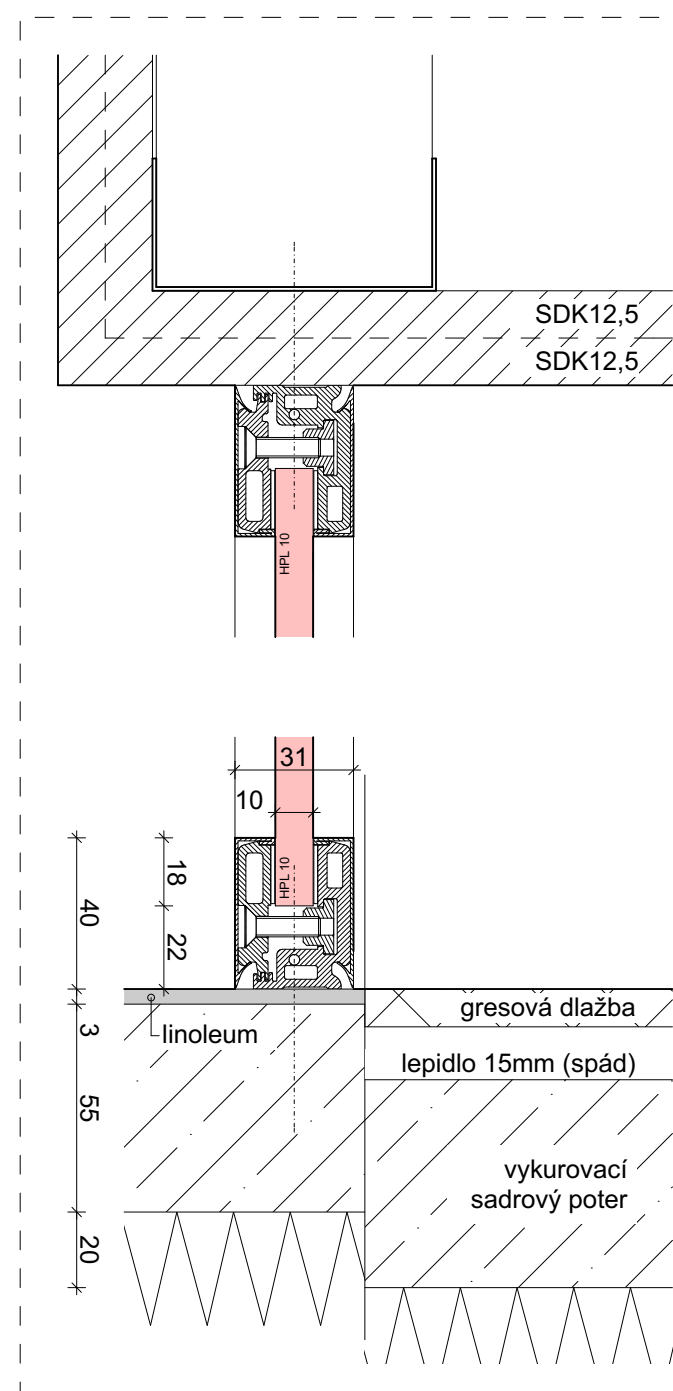 SDK12,5
SDK12,5
HPL 10
31
10
HPL 10
18
40
22
gresová dlažba
linoleum
3
lepidlo 15mm (spád)
55
vykurovací
sadrový poter
20